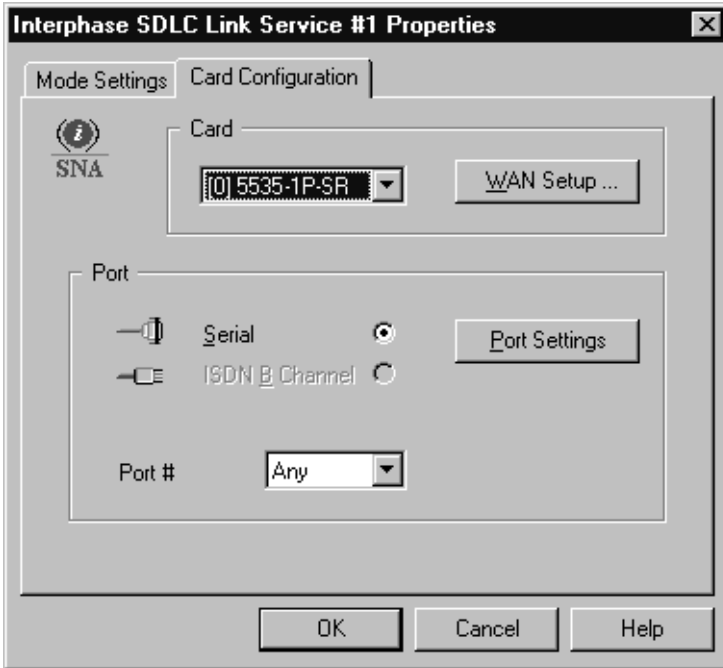 Interphase SDLC Link Service #1 Properties
Mode Settings Card Configuration
SNA
Card
[0] 5535-1P-SR
WAN Setup ...
Port
Serial
Port Settings
ISDN B Channel
Port #
Any
OK Cancel Help